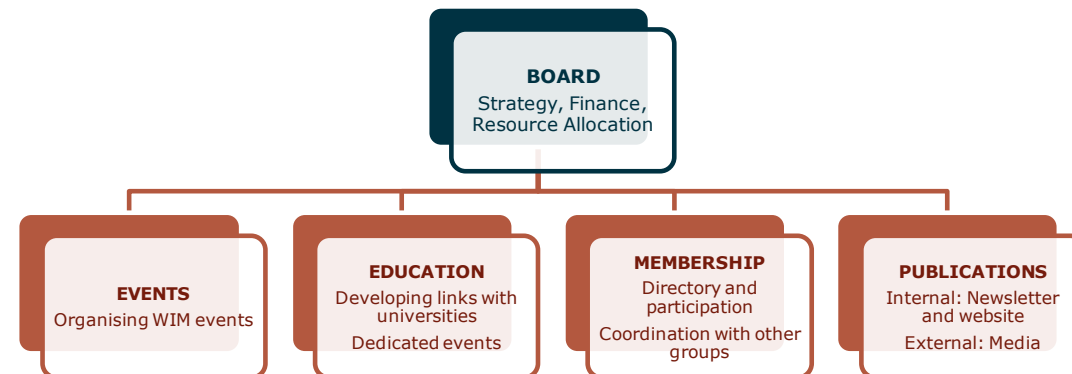 BOARD
Strategy, Finance,
Resource Allocation
EVENTS
Organising WIM events
EDUCATION
Developing links with
universities
Dedicated events
MEMBERSHIP
Directory and
participation
Coordination with other
groups
PUBLICATIONS
Internal: Newsletter
and website
External: Media